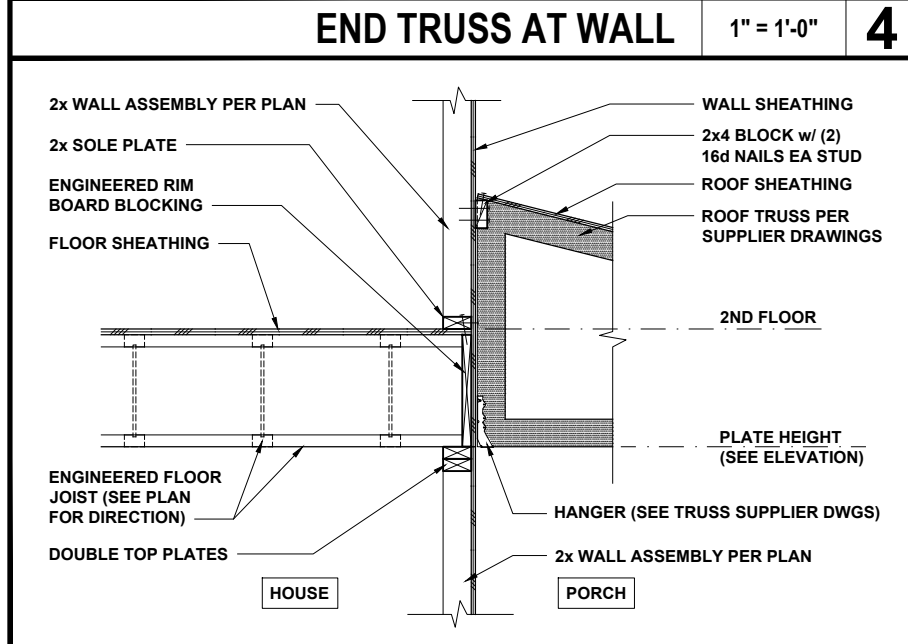 END TRUSS AT WALL
1" = 1'-0"
4
2x WALL ASSEMBLY PER PLAN
2x SOLE PLATE
ENGINEERED RIM
BOARD BLOCKING
FLOOR SHEATHING
ENGINEERED FLOOR
JOIST (SEE PLAN
FOR DIRECTION)
DOUBLE TOP PLATES
HOUSE
WALL SHEATHING
2x4 BLOCK w/ (2)
16d NAILS EA STUD
ROOF SHEATHING
ROOF TRUSS PER
SUPPLIER DRAWINGS
2ND FLOOR
PLATE HEIGHT
(SEE ELEVATION)
HANGER (SEE TRUSS SUPPLIER DWGS)
2x WALL ASSEMBLY PER PLAN
PORCH